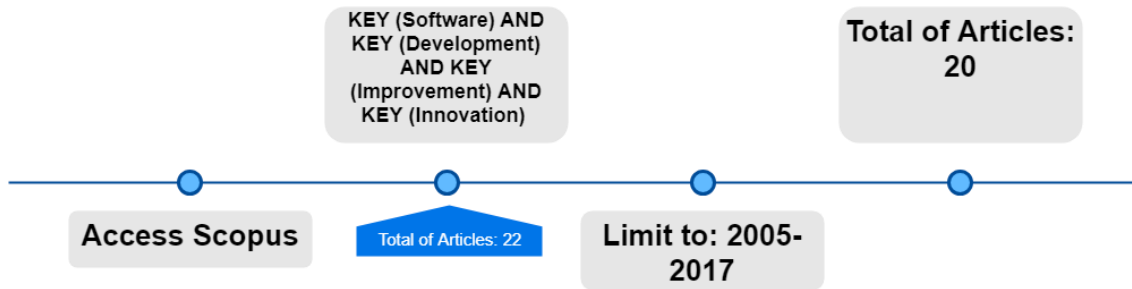 KEY (Software) AND
KEY (Development)
AND KEY
(Improvement) AND
KEY (Innovation)
Total of Articles:
20
Access Scopus
Total of Articles: 22
Limit to: 2005-
2017